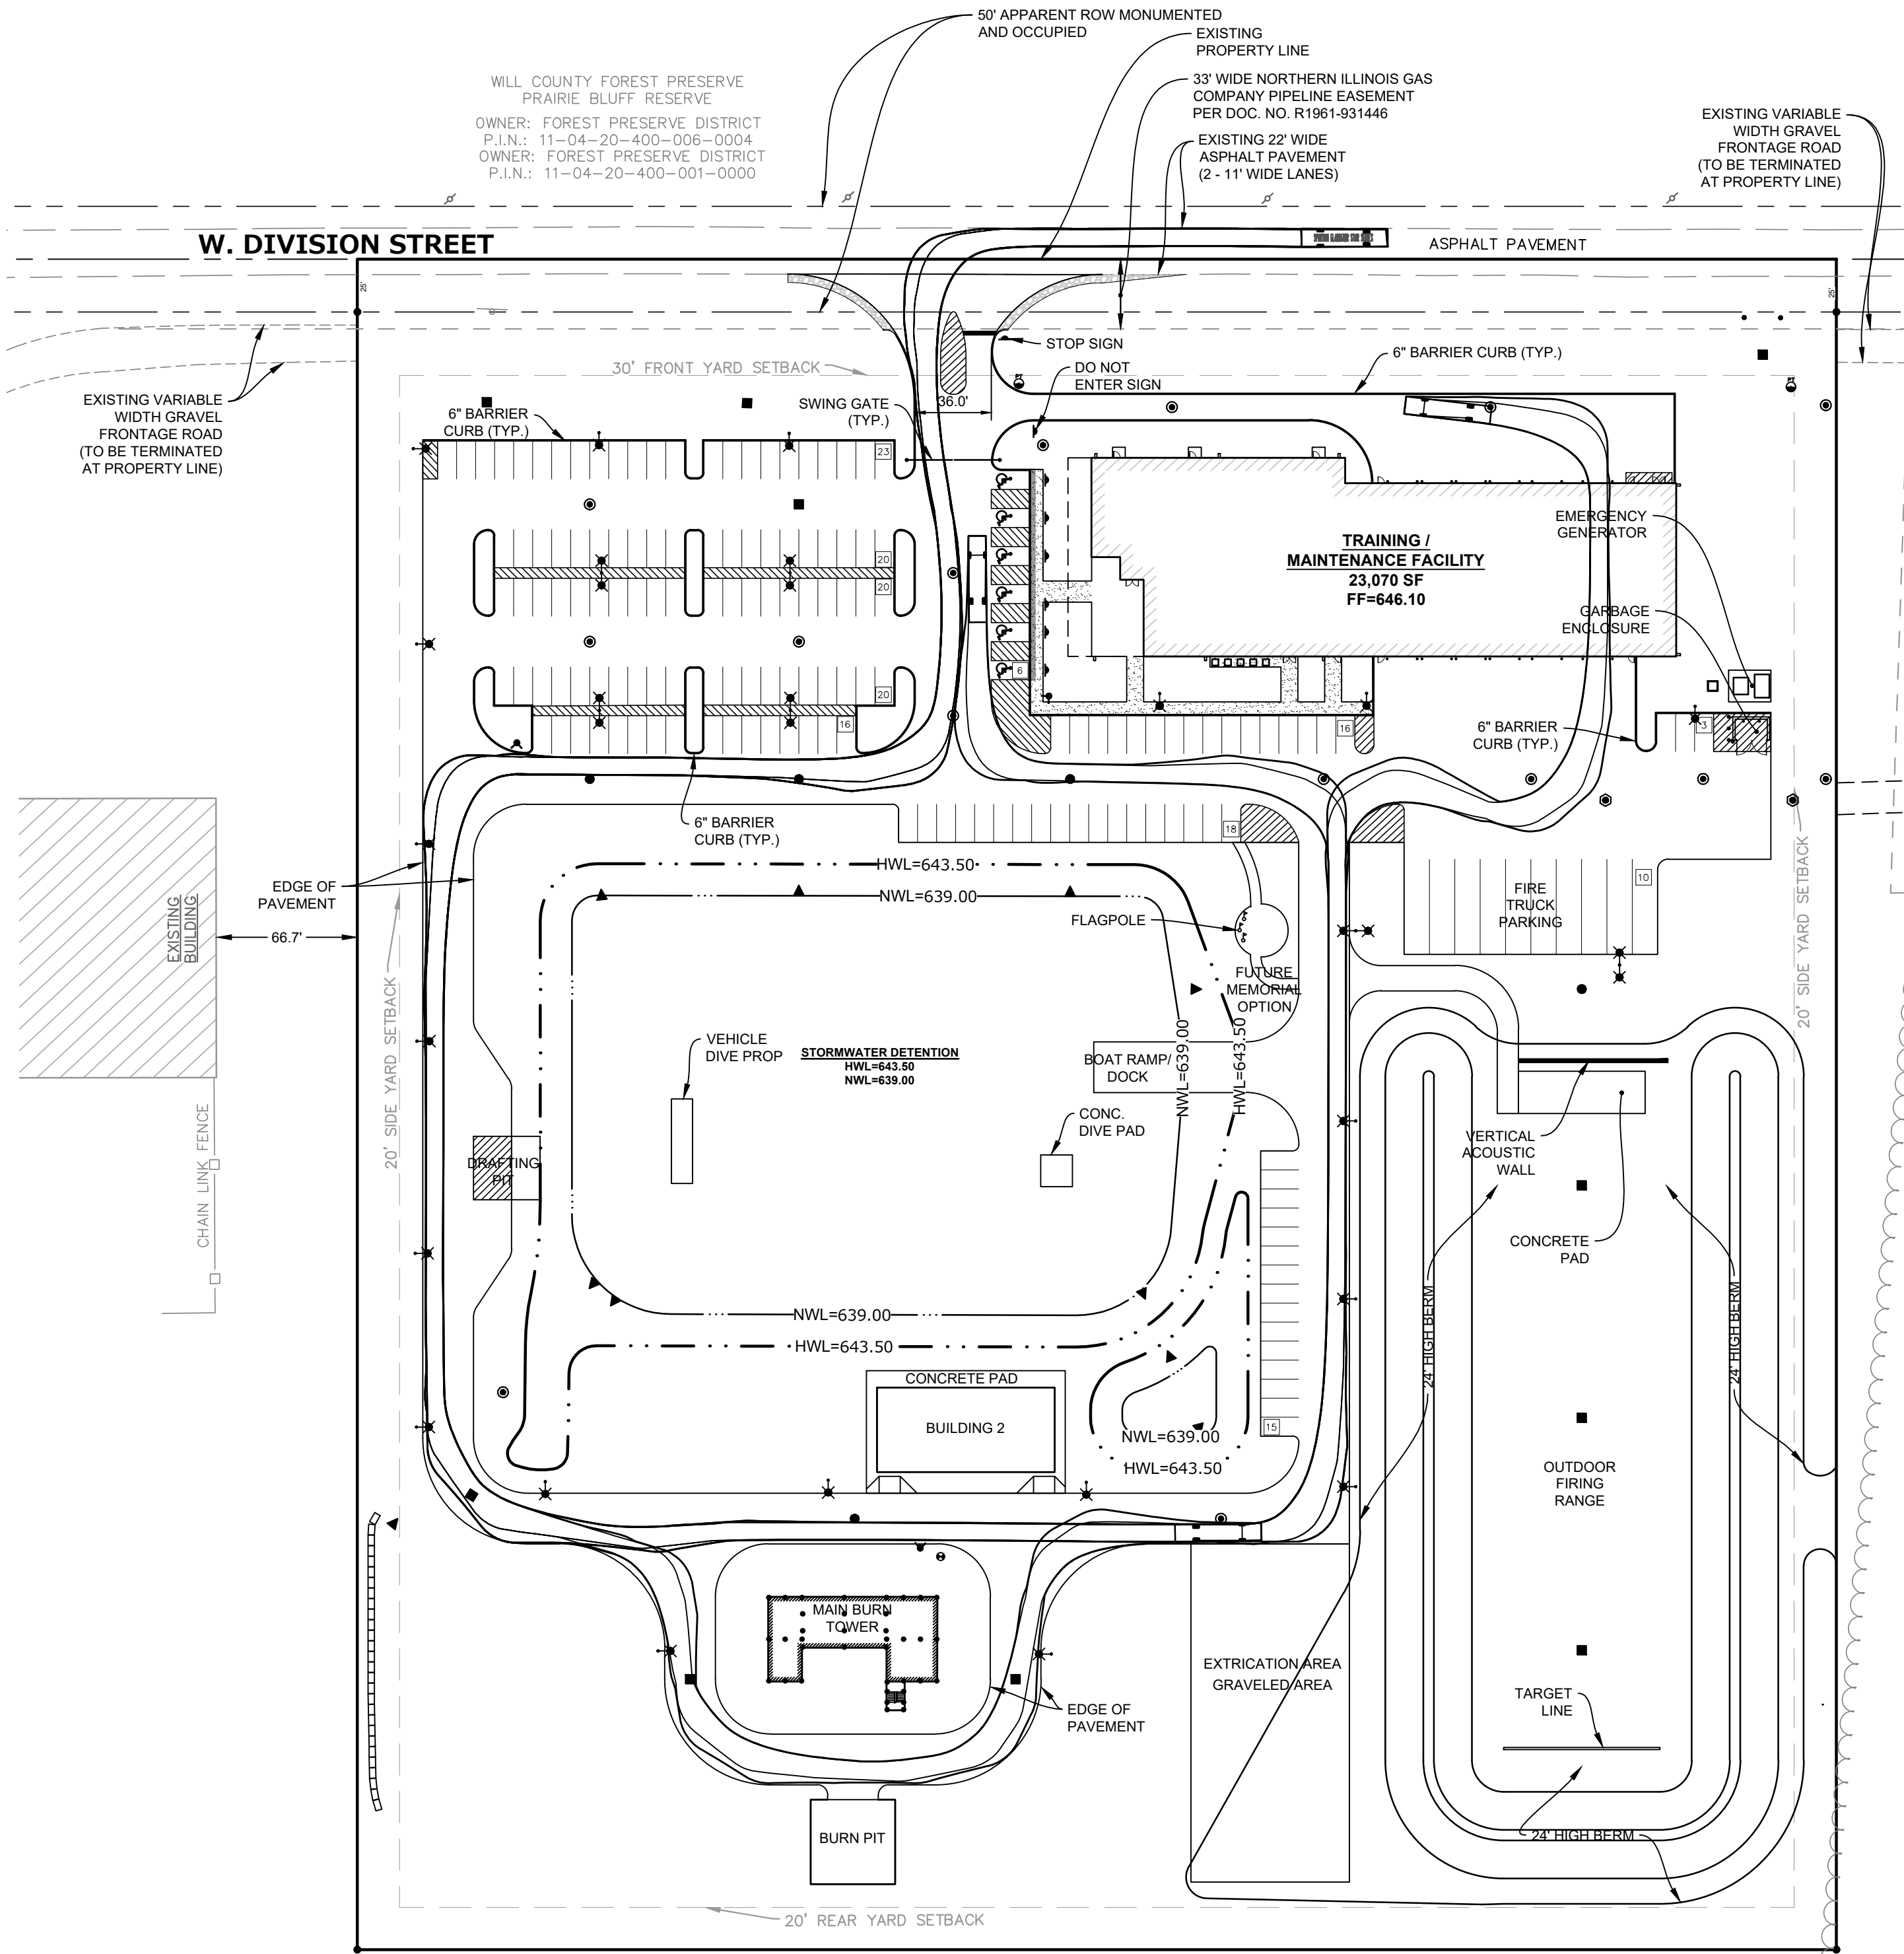 50' APPARENT ROW MONUMENTED
AND OCCUPIED
EXISTING
PROPERTY LINE
WILL COUNTY FOREST PRESERVE
PRAIRIE BLUFF RESERVE
OWNER: FOREST PRESERVE DISTRICT
P.I.N.: 11-04-20-400-006-0004
OWNER: FOREST PRESERVE DISTRICT
P.I.N.: 11-04-20-400-001-0000
33' WIDE NORTHERN ILLINOIS GAS
COMPANY PIPELINE EASEMENT
PER DOC. NO. R1961-931446
EXISTING 22' WIDE
ASPHALT PAVEMENT
(2 - 11' WIDE LANES)
EXISTING VARIABLE
WIDTH GRAVEL
FRONTAGE ROAD
(TO BE TERMINATED
AT PROPERTY LINE)
W. DIVISION STREET
ASPHALT PAVEMENT
25'
25'
STOP SIGN
30' FRONT YARD SETBACK
DO NOT
ENTER SIGN
6" BARRIER CURB (TYP.)
EXISTING VARIABLE
WIDTH GRAVEL
FRONTAGE ROAD
(TO BE TERMINATED
AT PROPERTY LINE)
6" BARRIER
CURB (TYP.)
SWING GATE
(TYP.)
36.0'
23
20
20
20
16
6
16
3
TRAINING /
MAINTENANCE FACILITY
23,070 SF
FF=646.10
EMERGENCY
GENERATOR
GARBAGE
ENCLOSURE
6" BARRIER
CURB (TYP.)
6" BARRIER
CURB (TYP.)
18
10
EDGE OF
PAVEMENT
EXISTING
BUILDING
66.7'
HWL=643.50
NWL=639.00
FLAGPOLE
FIRE
TRUCK
PARKING
FUTURE
MEMORIAL
OPTION
20' SIDE YARD SETBACK
20' SIDE YARD SETBACK
CHAIN LINK FENCE
VEHICLE
DIVE PROP
STORMWATER DETENTION
HWL=643.50
NWL=639.00
NWL=639.00
HWL=643.50
BOAT RAMP/
DOCK
CONC.
DIVE PAD
DRAFTING
PIT
VERTICAL
ACOUSTIC
WALL
CONCRETE
PAD
24' HIGH BERM
24' HIGH BERM
NWL=639.00
HWL=643.50
CONCRETE PAD
BUILDING 2
15
NWL=639.00
HWL=643.50
OUTDOOR
FIRING
RANGE
MAIN BURN
TOWER
EXTRICATION AREA
GRAVELED AREA
EDGE OF
PAVEMENT
TARGET
LINE
BURN PIT
24' HIGH BERM
20' REAR YARD SETBACK